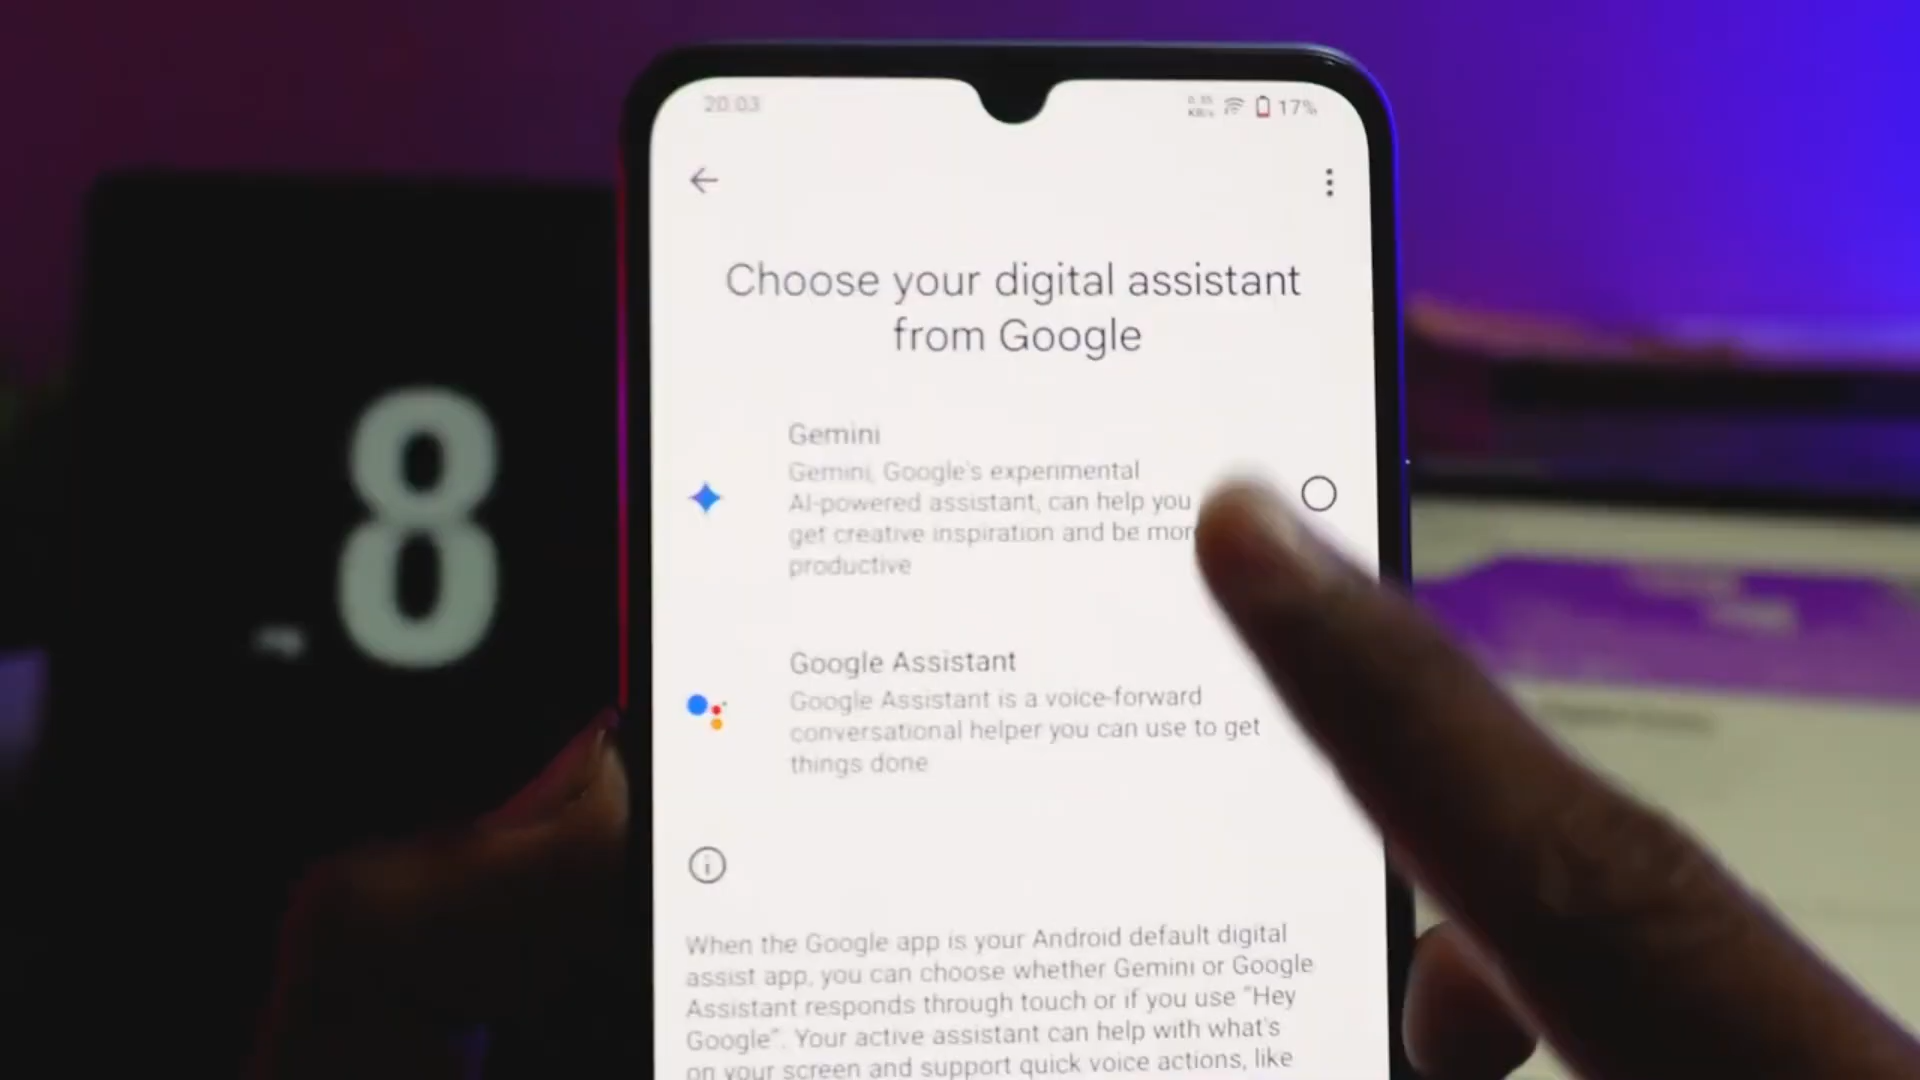 20.03
17%
Choose your digital assistant
from Google
Gemini
Gemini, Google's experimental
AI-powered assistant, can help you
get creative inspiration and be mor
productive
Google Assistant
Google Assistant is a voice-forward
conversational helper you can use to get
things done
When the Google app is your Android default digital
assist app, you can choose whether Gemini or Google
Assistant responds through touch or if you use "Hey
Google". Your active assistant can help with what's
on your screen and support quick voice actions, like
8